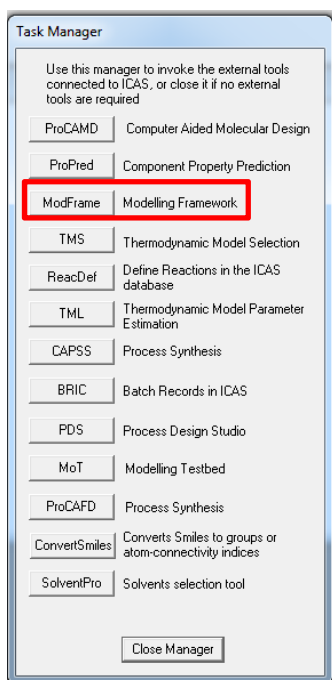 Task Manager
Use this manager to invoke the external tools
connected to ICAS, or close it if no external
tools are required
ProCAMD Computer Aided Molecular Design
ProPred Component Property Prediction
ModFrame Modelling Framework
TMS Thermodynamic Model Selection
ReacDef Define Reactions in the ICAS
database
TML Thermodynamic Model Parameter
Estimation
CAPSS Process Synthesis
BRIC Batch Records in ICAS
PDS Process Design Studio
MoT Modelling Testbed
ProCAFD Process Synthesis
ConvertSmiles Converts Smiles to groups or
atom-connectivity indices
SolventPro Solvents selection tool
Close Manager